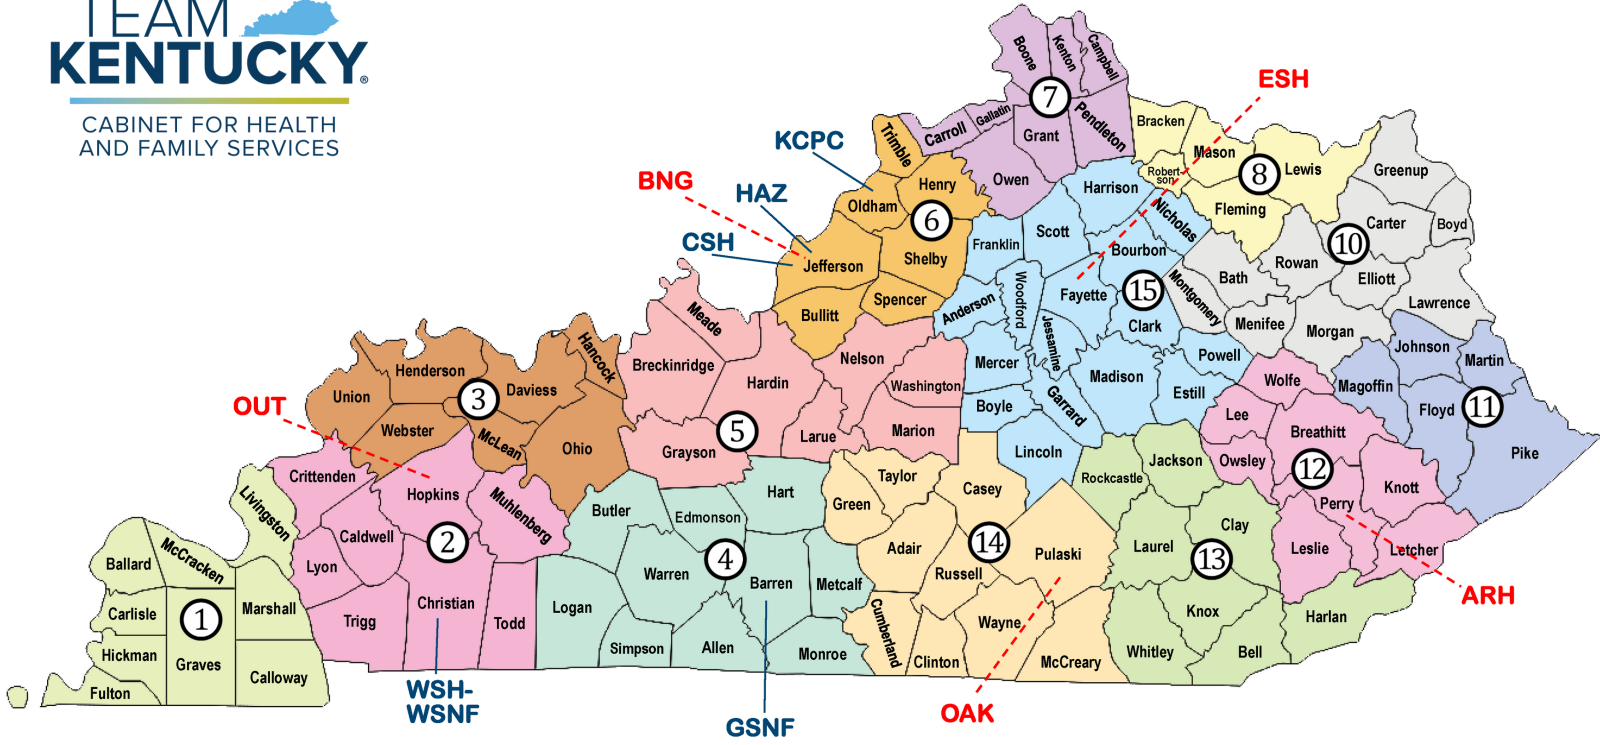 TEAM
KENTUCKY®
CABINET FOR HEALTH
AND FAMILY SERVICES
KCPC
BNG
HAZ
CSH
ESH
OUT
ARH
OAK
WSH-
WSNF
GSNF
1
Ballard
McCracken
Livingston
Carlisle
Marshall
Hickman
Graves
Calloway
Fulton
2
Crittenden
Hopkins
Muhlenberg
Caldwell
Lyon
Christian
Trigg
Todd
3
Henderson
Hancock
Union
Daviess
Webster
McLean
Ohio
4
Butler
Hart
Edmonson
Warren
Barren
Metcalf
Logan
Simpson
Allen
Monroe
5
Meade
Breckinridge
Hardin
Nelson
Washington
Grayson
Larue
Marion
6
Trimble
Henry
Oldham
Jefferson
Shelby
Spencer
Bullitt
7
Boone
Kenton
Campbell
Carroll
Gallatin
Grant
Pendleton
Owen
8
Bracken
Mason
Robert-
son
Lewis
Fleming
10
Greenup
Carter
Boyd
Rowan
Bath
Elliott
Montgomery
Menifee
Morgan
Lawrence
11
Johnson
Martin
Magoffin
Floyd
Pike
12
Wolfe
Lee
Breathitt
Owsley
Perry
Knott
Leslie
Letcher
13
Rockcastle
Jackson
Laurel
Clay
Knox
Whitley
Bell
Harlan
14
Taylor
Green
Casey
Adair
Pulaski
Russell
Cumberland
Wayne
Clinton
McCreary
15
Harrison
Nicholas
Scott
Franklin
Bourbon
Woodford
Fayette
Anderson
Clark
Jessamine
Mercer
Madison
Powell
Estill
Boyle
Garrard
Lincoln